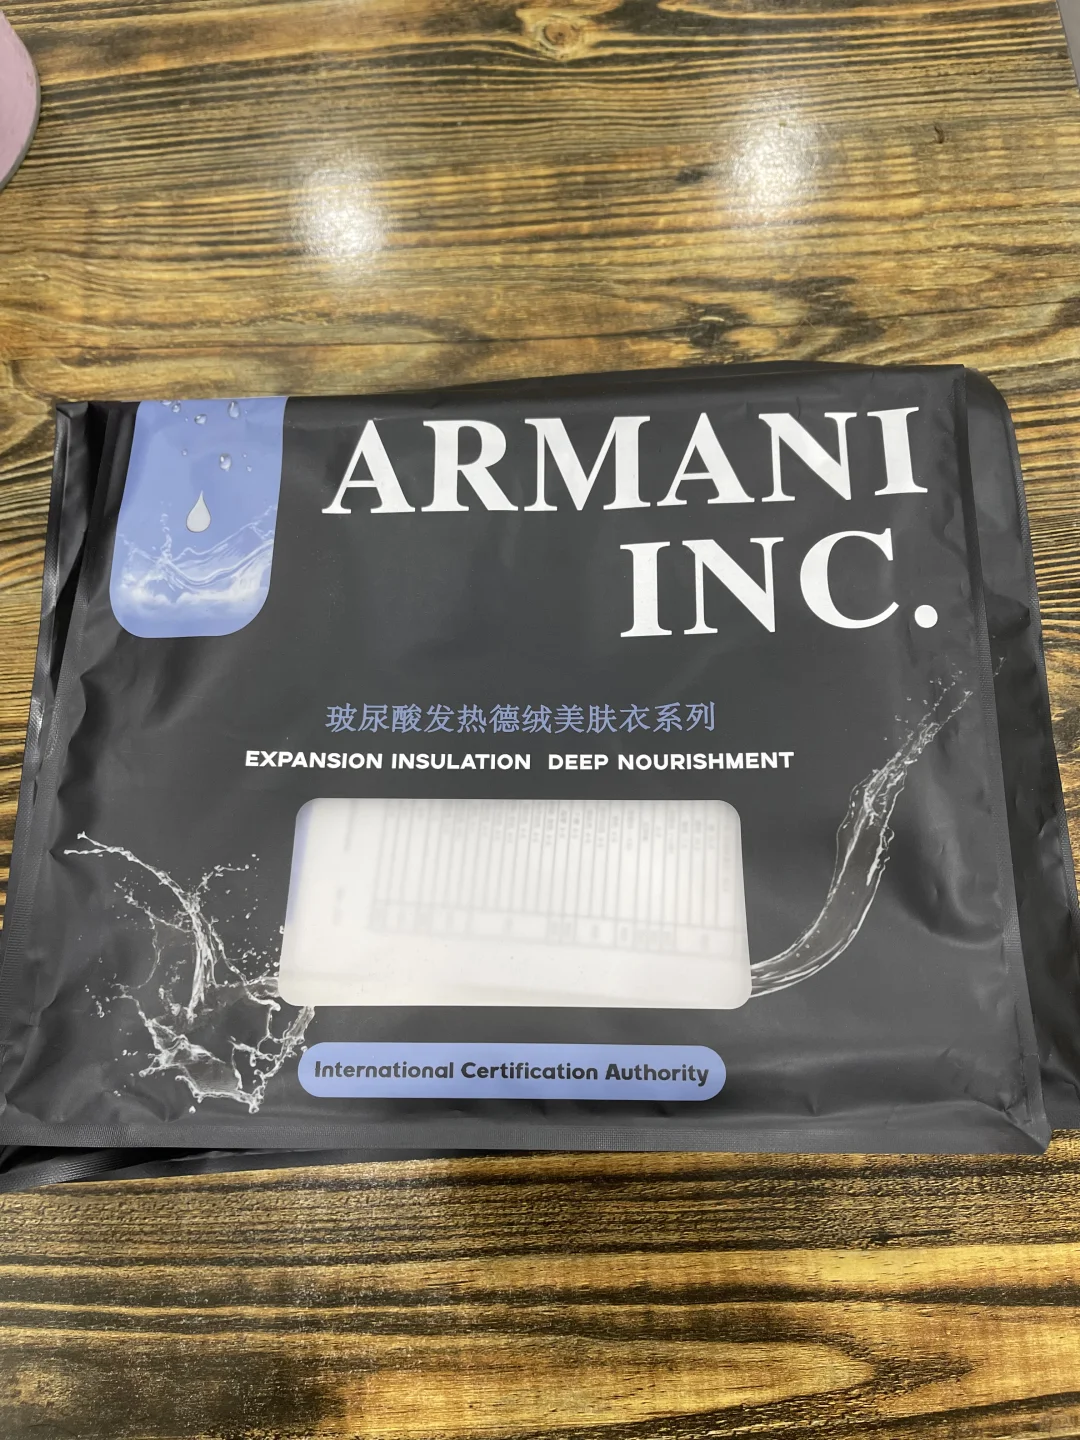 ARMANI
INC.
玻尿酸发热德绒美肤衣系列
EXPANSION INSULATION DEEP NOURISHMENT
International Certification Authority